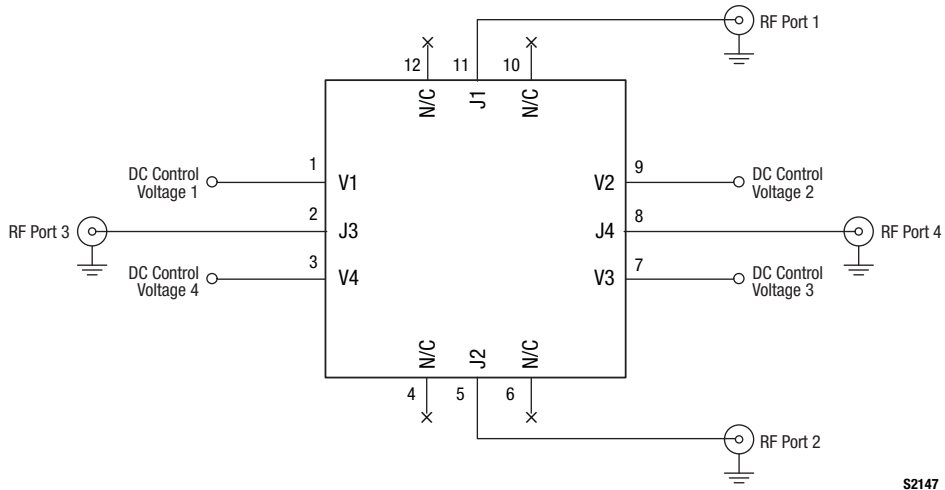 RF Port 1
12
11
10
N/C
J1
N/C
DC Control
Voltage 1
1
V1
V2
9
DC Control
Voltage 2
RF Port 3
2
J3
J4
8
RF Port 4
DC Control
Voltage 4
3
V4
V3
7
DC Control
Voltage 3
N/C
J2
N/C
4
5
6
RF Port 2
S2147